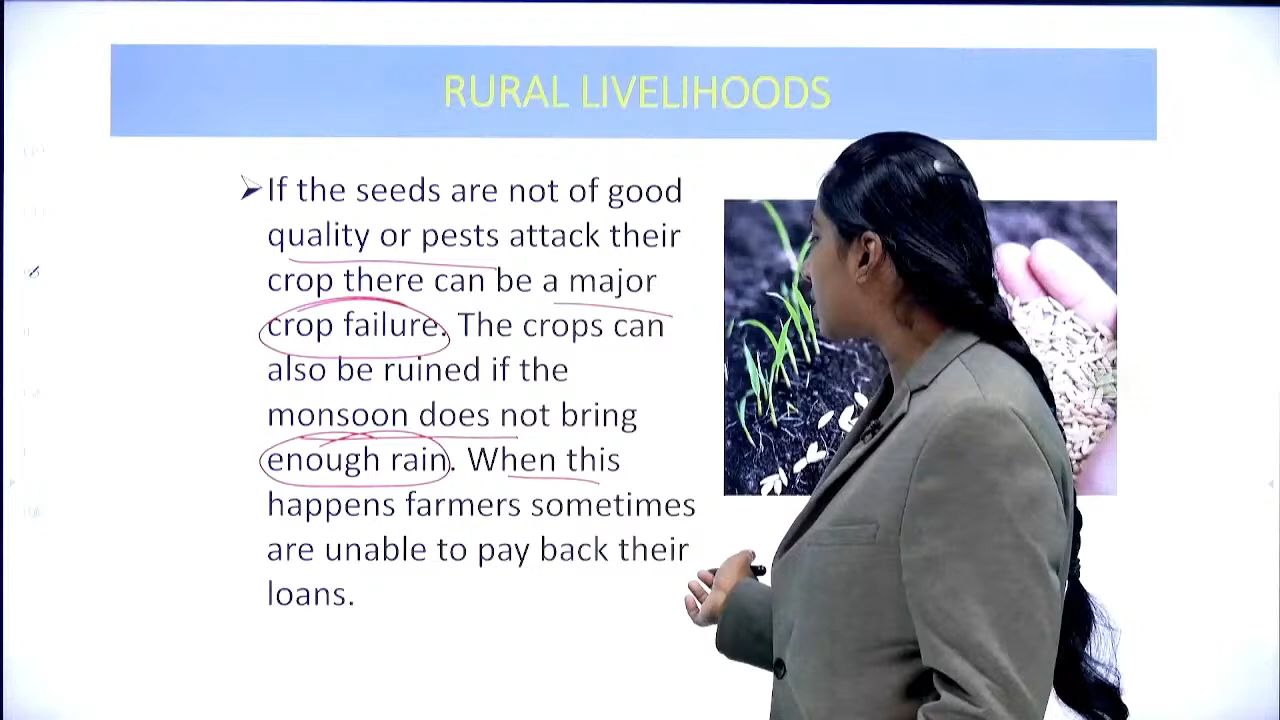 RURAL LIVELIHOODS
➢If the seeds are not of good
quality or pests attack their
crop there can be a major
crop failure. The crops can
also be ruined if the
monsoon does not bring
enough rain. When this
happens farmers sometimes
are unable to pay back their
loans.